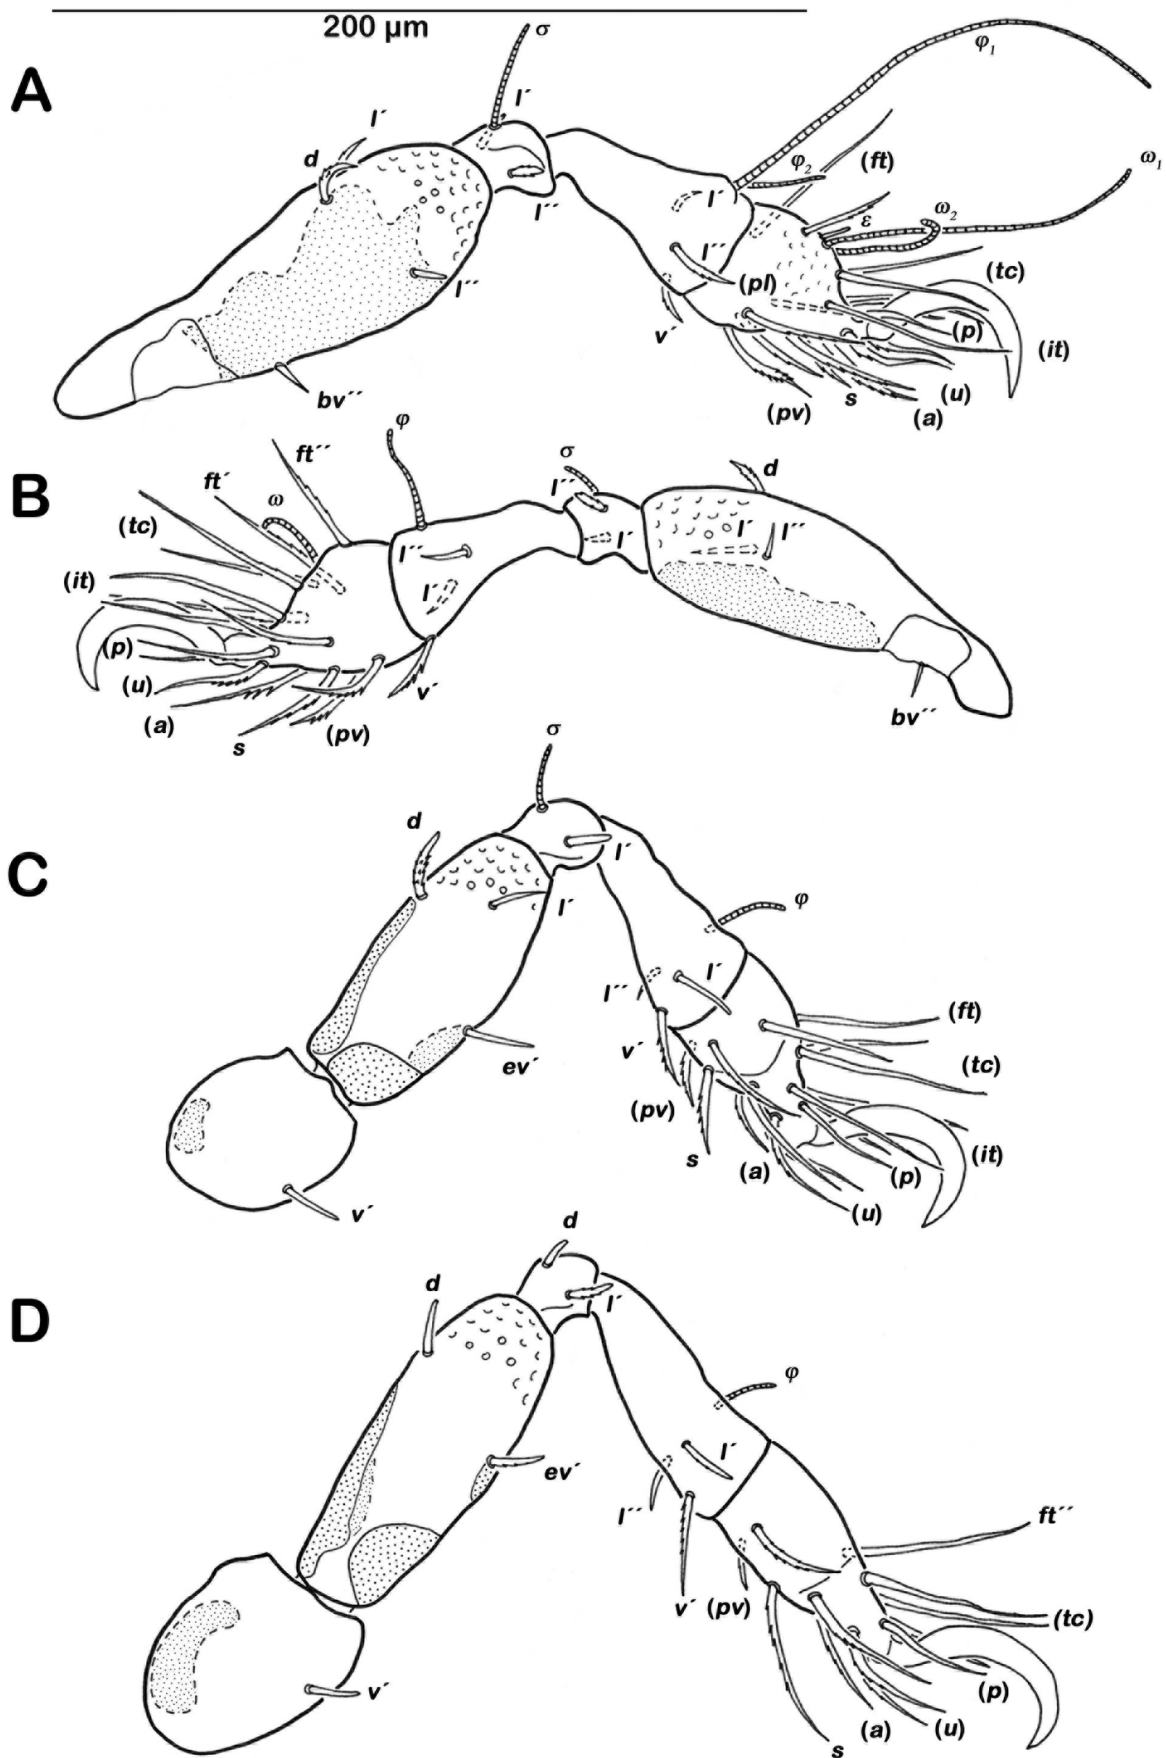 200 µm
A
σ
φ₁
l´
l´
d
(ft)
φ₂
ω₁
l´
l´´
ε
ω₂
l´´
(pl)
(tc)
l´´
v´
(p)
(it)
bv´´
(pv)
s
(a)
(u)
B
φ
ft´´
σ
d
ft´
ω
l´´
(tc)
l´
l´´
l´´
l´
(it)
l´
(p)
(u)
v´
bv´´
(a)
s
(pv)
C
σ
d
l´
φ
l´
l´
l´´
(ft)
v´
ev´
(tc)
(pv)
s
(a)
(p)
(it)
v´
(u)
D
d
d
l´
φ
l´
ev´
l´´
ft´´
v´
(pv)
(tc)
v´
(p)
(a)
(u)
s